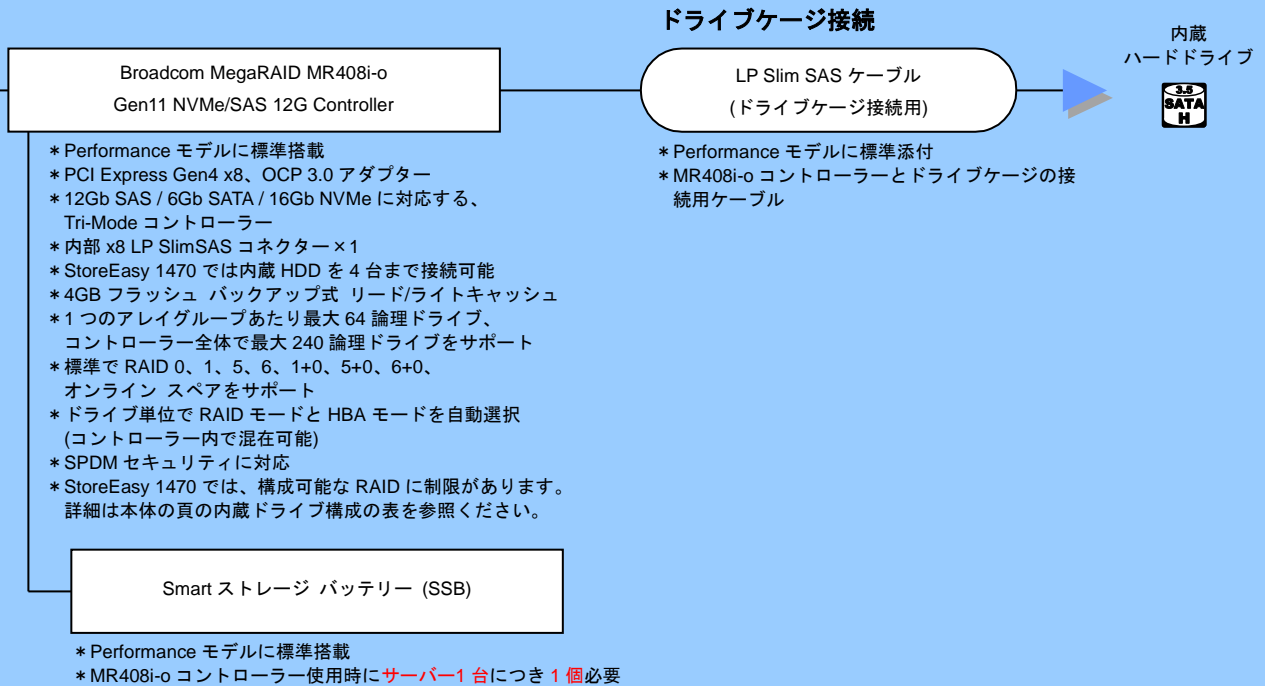 ドライブケージ接続
内蔵
ハードドライブ
3.5
SATA
H
Broadcom MegaRAID MR408i-o
Gen11 NVMe/SAS 12G Controller
LP Slim SAS ケーブル
(ドライブケージ接続用)
*Performance モデルに標準搭載
*PCI Express Gen4 x8、OCP 3.0 アダプター
*12Gb SAS / 6Gb SATA / 16Gb NVMe に対応する、
Tri-Mode コントローラー
*内部 x8 LP SlimSAS コネクター×1
*StoreEasy 1470 では内蔵 HDD を 4 台まで接続可能
*4GB フラッシュ バックアップ式 リード/ライトキャッシュ
*1 つのアレイグループあたり最大 64 論理ドライブ、
コントローラー全体で最大 240 論理ドライブをサポート
*標準で RAID 0、1、5、6、1+0、5+0、6+0、
オンライン スペアをサポート
*ドライブ単位で RAID モードと HBA モードを自動選択
(コントローラー内で混在可能)
*SPDM セキュリティに対応
*StoreEasy 1470 では、構成可能な RAID に制限があります。
詳細は本体の頁の内蔵ドライブ構成の表を参照ください。
*Performance モデルに標準添付
*MR408i-o コントローラーとドライブケージの接
続用ケーブル
Smart ストレージ バッテリー (SSB)
*Performance モデルに標準搭載
*MR408i-o コントローラー使用時にサーバー1 台につき 1 個必要